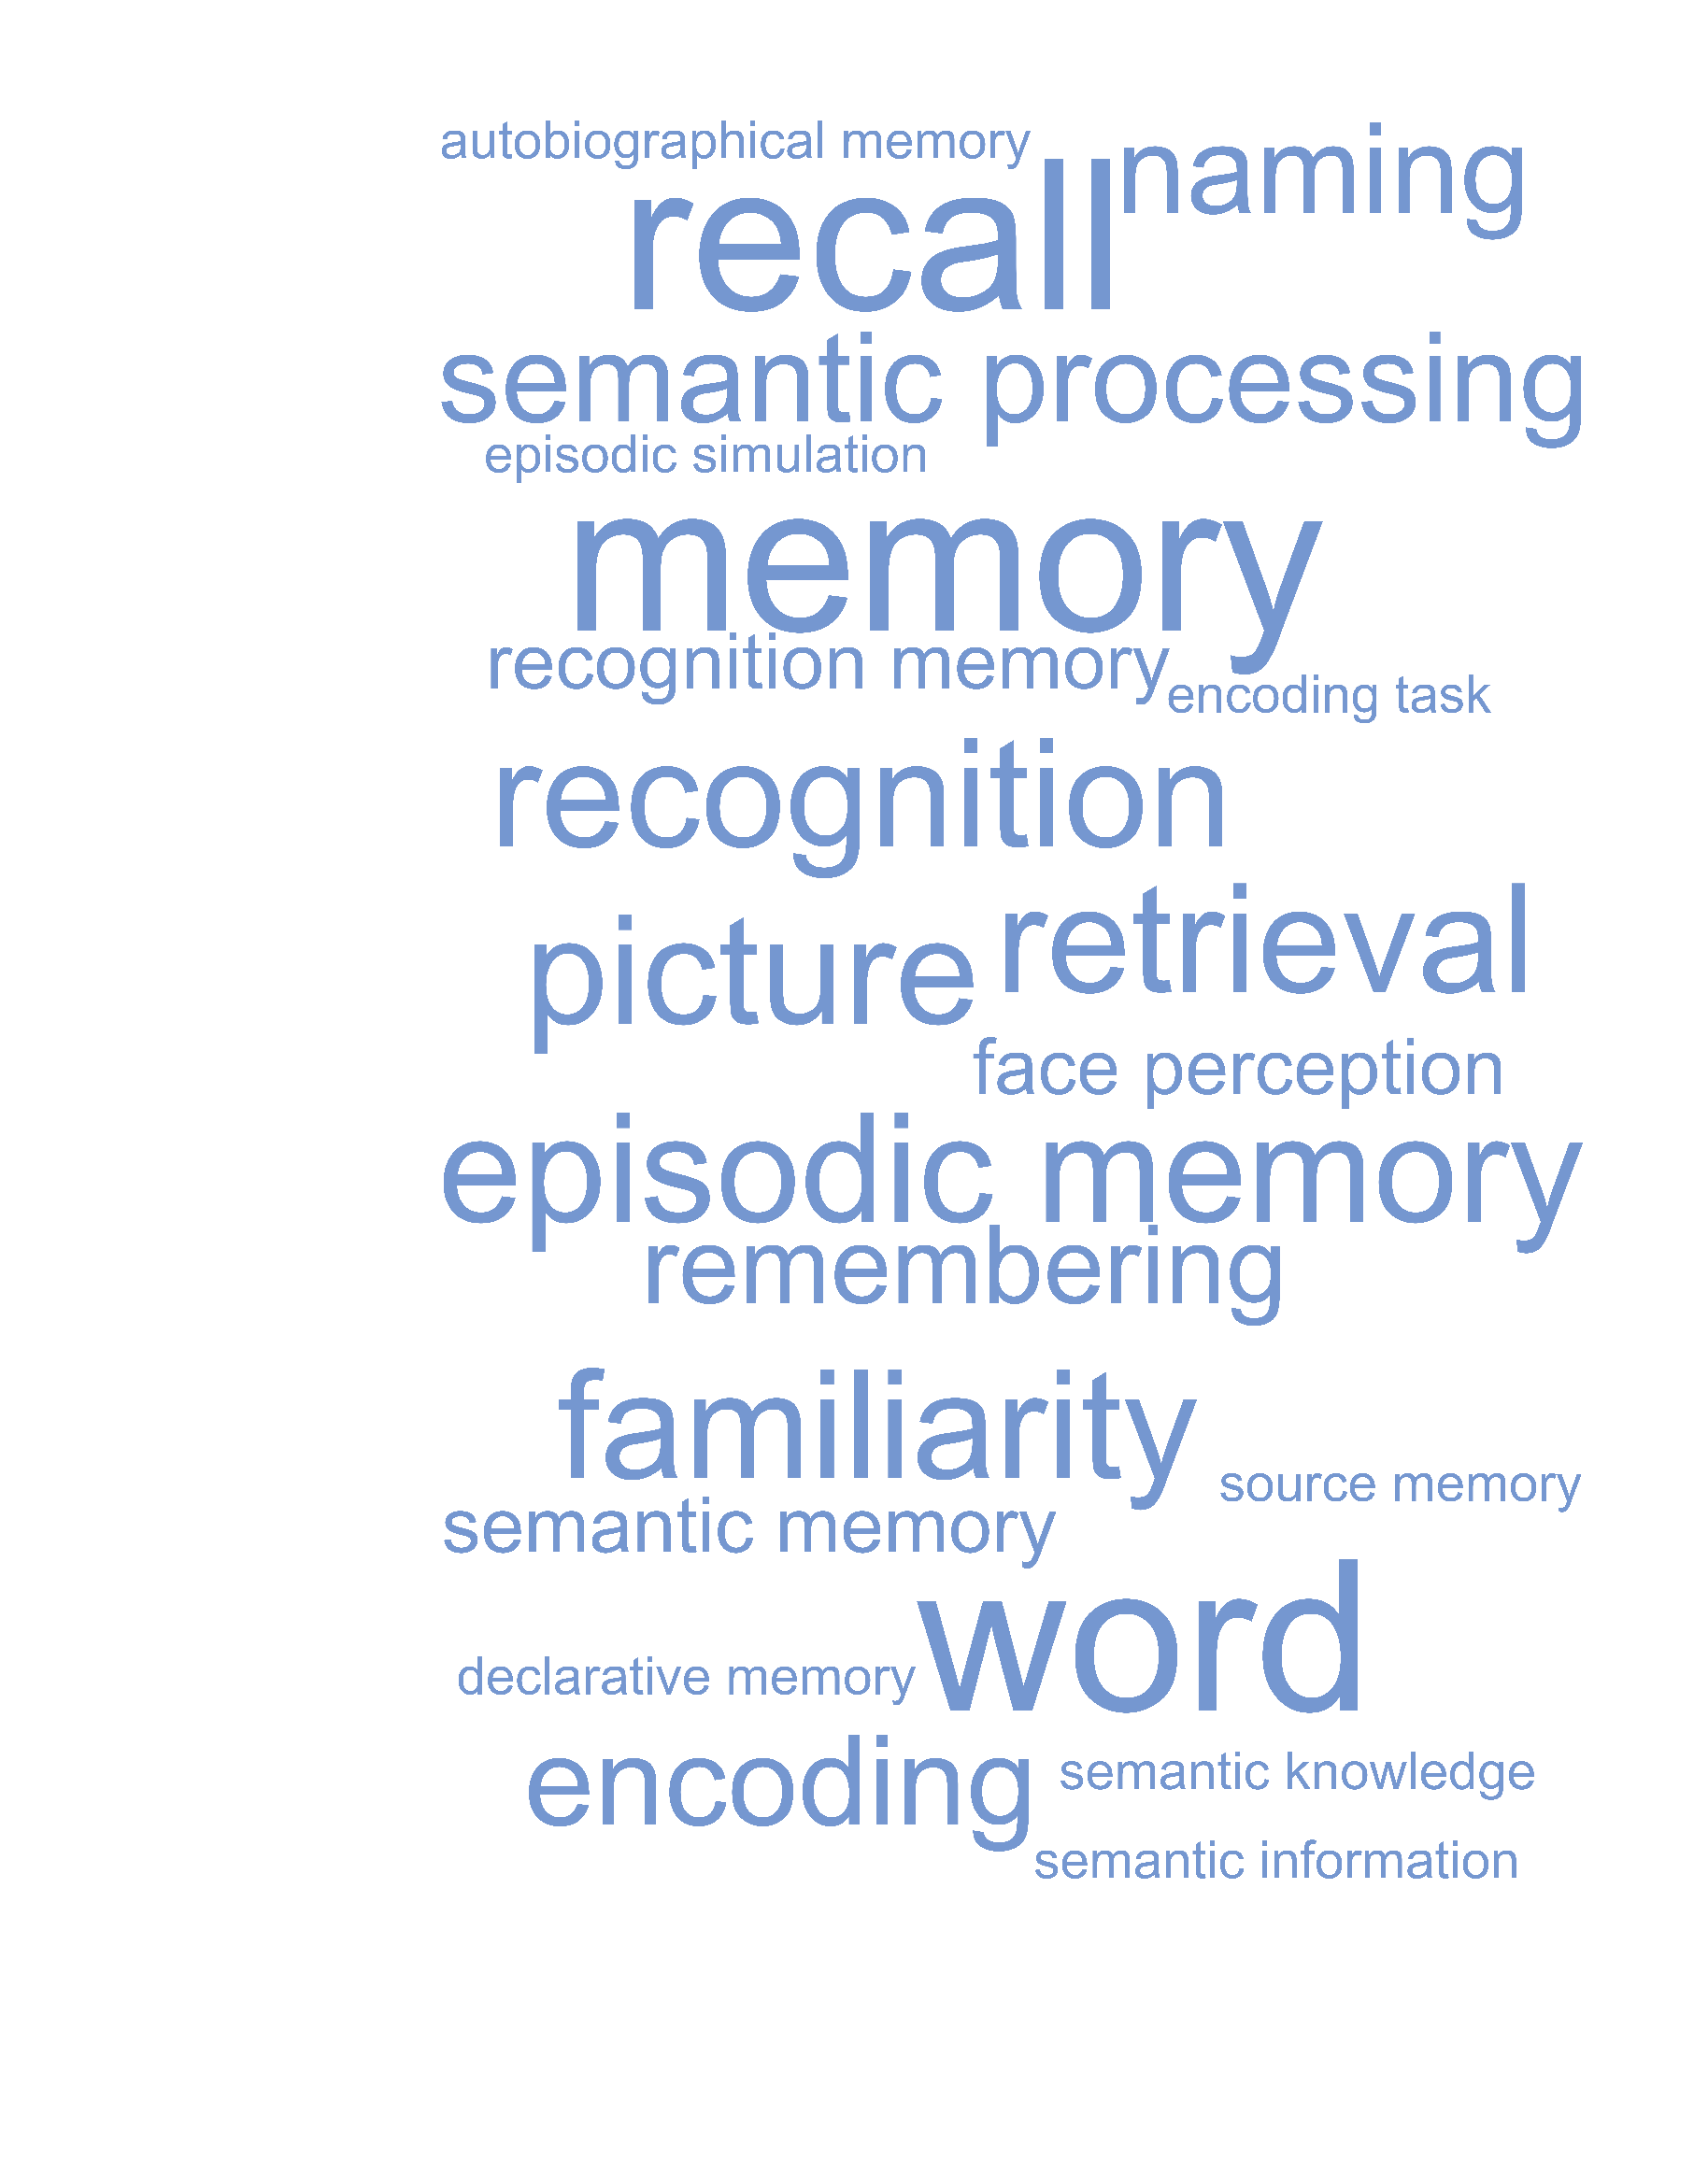 autobiographical memory
naming
recall
semantic processing
episodic simulation
memory
recognition memory
encoding task
recognition
retrieval
picture
face perception
episodic memory
remembering
familiarity
source memory
semantic memory
word
declarative memory
encoding
semantic knowledge
semantic information